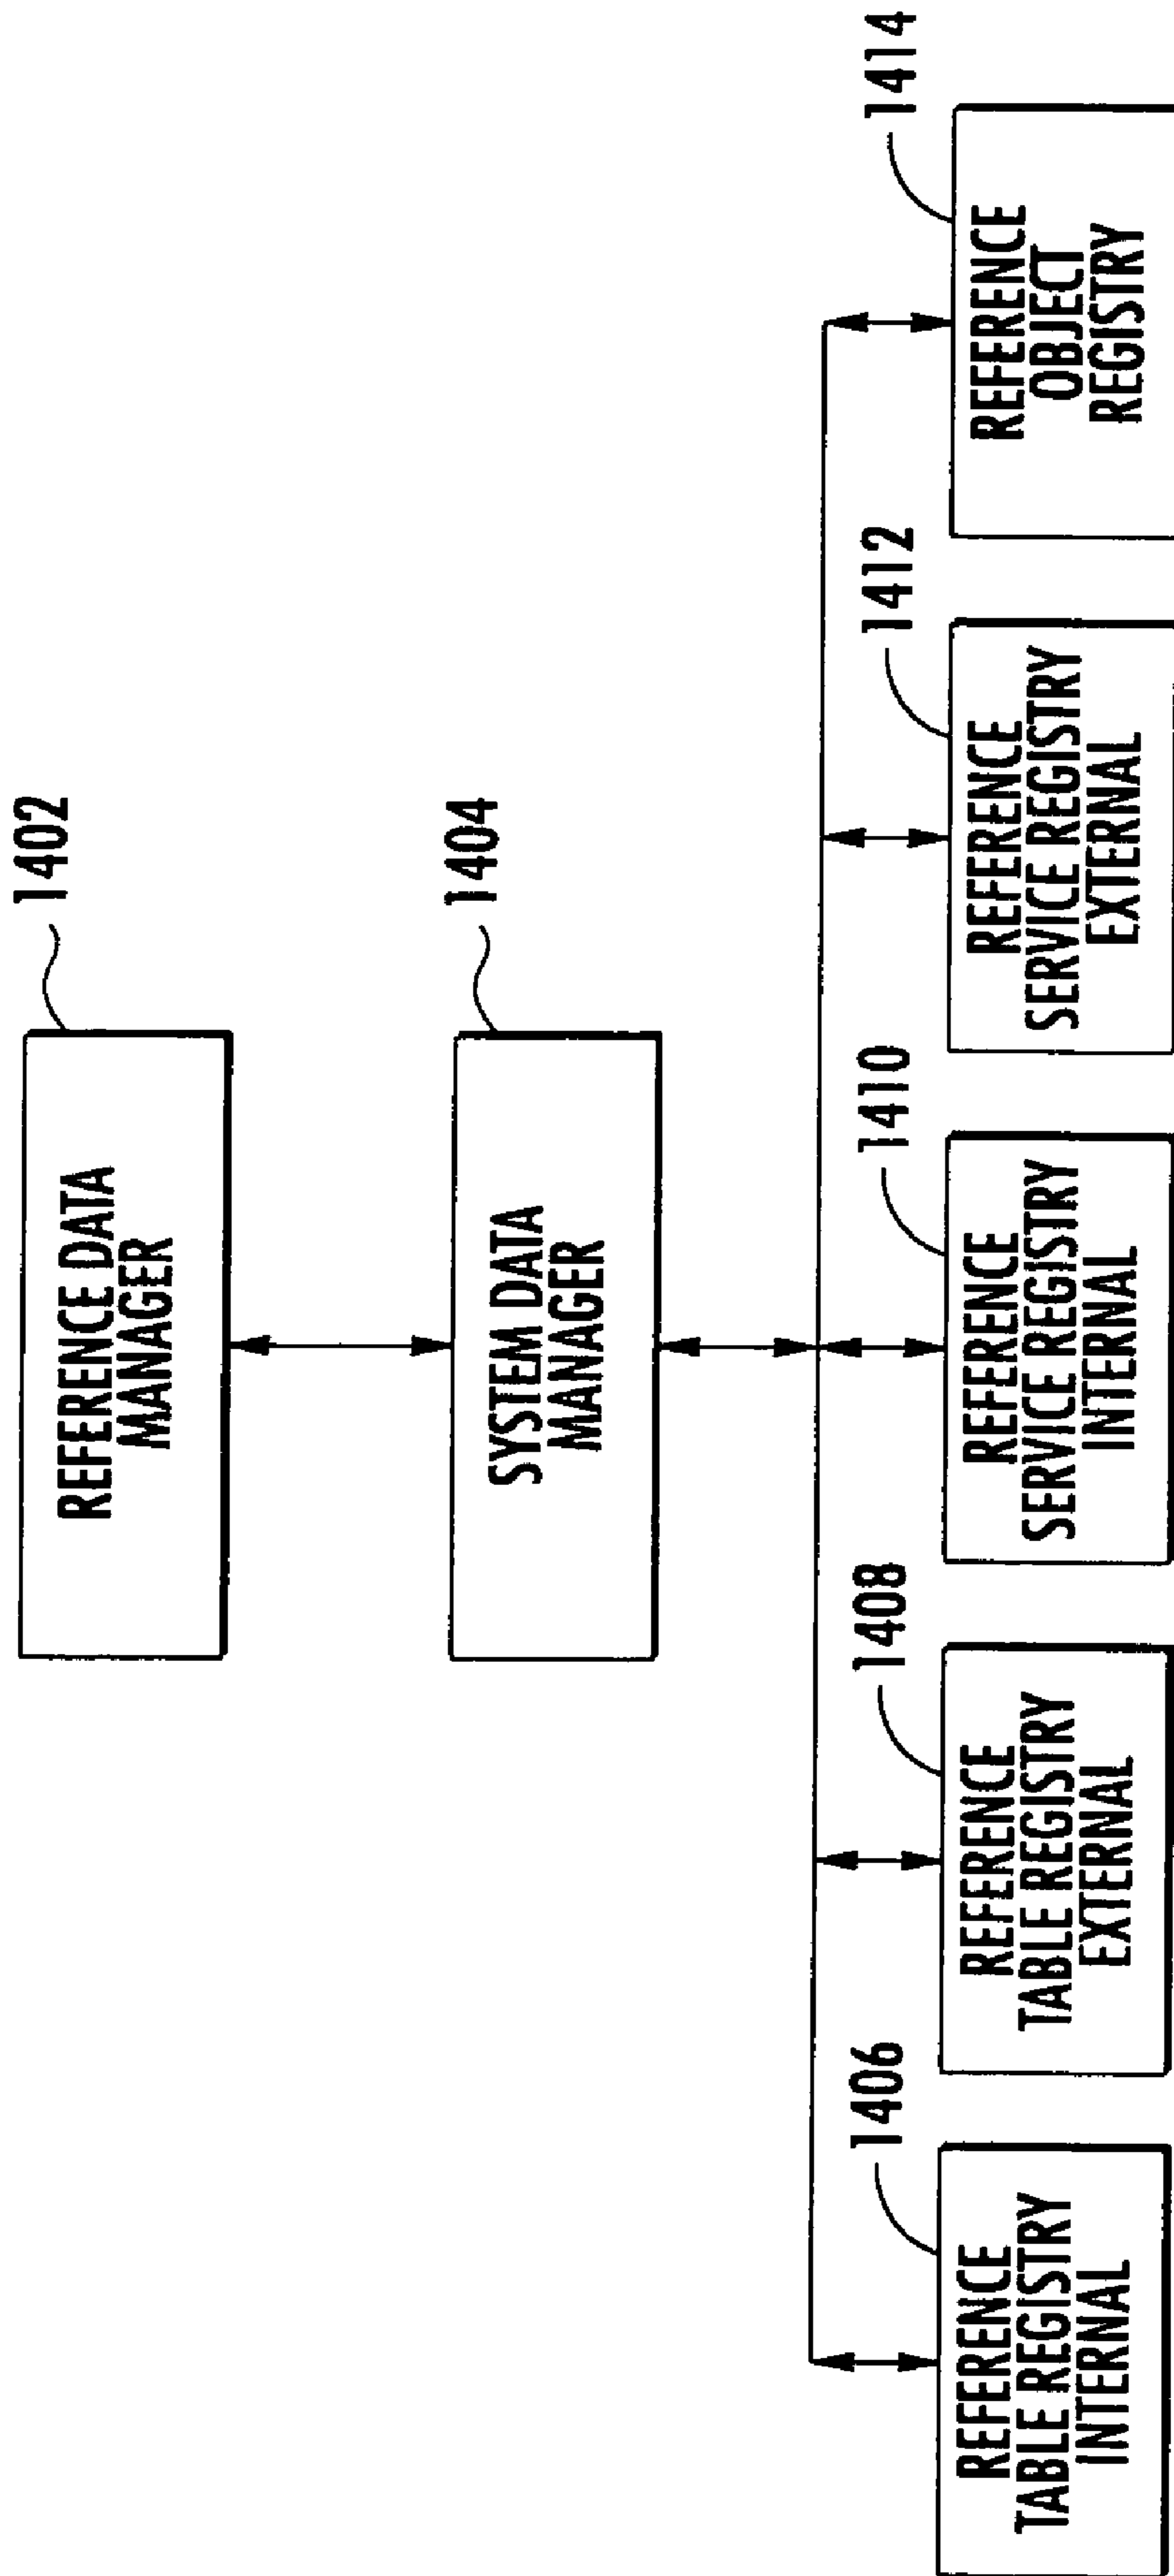 1402
REFERENCE DATA
MANAGER
1404
SYSTEM DATA
MANAGER
1406
REFERENCE
TABLE REGISTRY
INTERNAL
1408
REFERENCE
TABLE REGISTRY
EXTERNAL
1410
REFERENCE
SERVICE REGISTRY
INTERNAL
1412
REFERENCE
SERVICE REGISTRY
EXTERNAL
1414
REFERENCE
OBJECT
REGISTRY